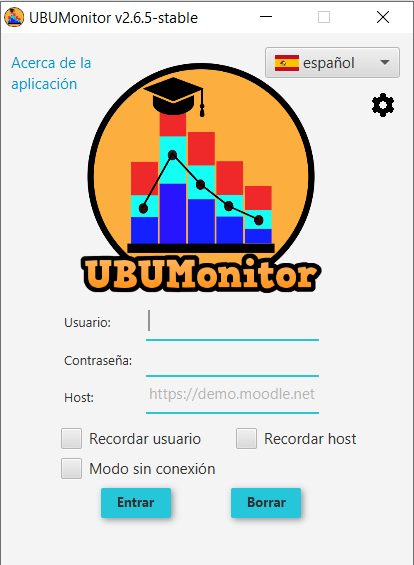 UBUMonitor v2.6.5-stable
Acerca de la
aplicación
español
UBUMonitor
Usuario:
Contraseña:
Host:
https://demo.moodle.net
Recordar usuario
Recordar host
Modo sin conexión
Entrar
Borrar